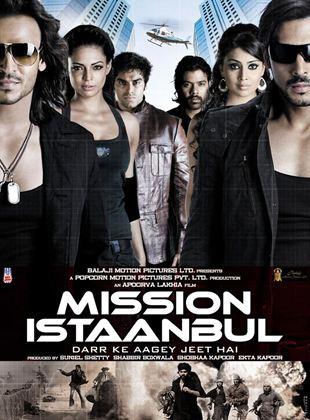 BALAJI MOTION PICTURES LTD. PRESENTS
A POPCORN MOTION PICTURES PVT. LTD. PRODUCTION
AN APOORVA LAKHIA FILM
MISSION
ISTAANBUL
DARR KE AAGEY JEET HAI
PRODUCED BY SUNIEL SHETTY SHABBIR BOXWALA SHOBHAA KAPOOR EKTA KAPOOR